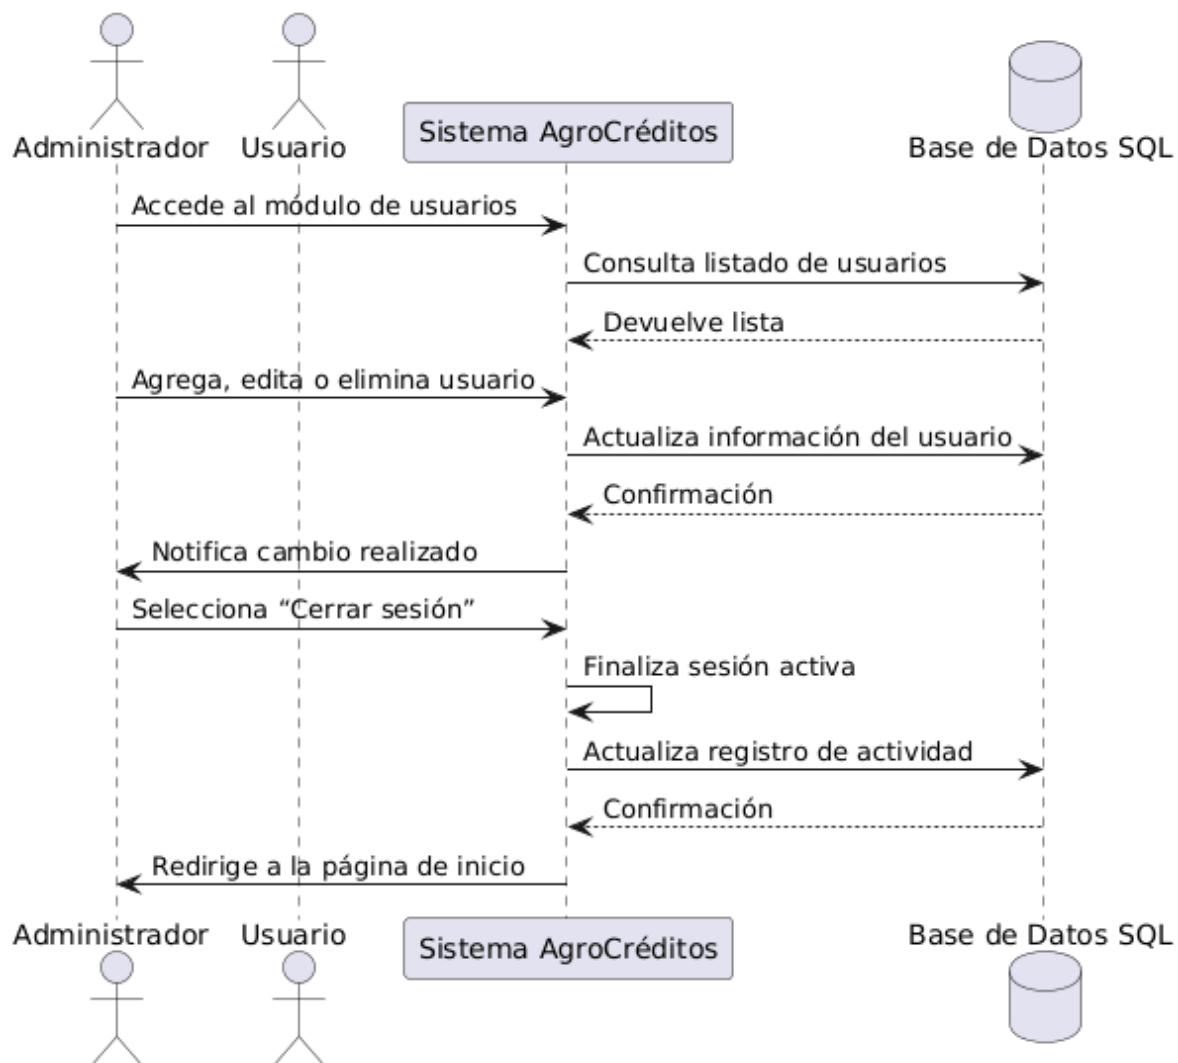 Administrador
Usuario
Sistema AgroCréditos
Base de Datos SQL
Accede al módulo de usuarios
Consulta listado de usuarios
Devuelve lista
Agrega, edita o elimina usuario
Actualiza información del usuario
Confirmación
Notifica cambio realizado
Selecciona “Cerrar sesión”
Finaliza sesión activa
Actualiza registro de actividad
Confirmación
Redirige a la página de inicio
Administrador
Usuario
Sistema AgroCréditos
Base de Datos SQL